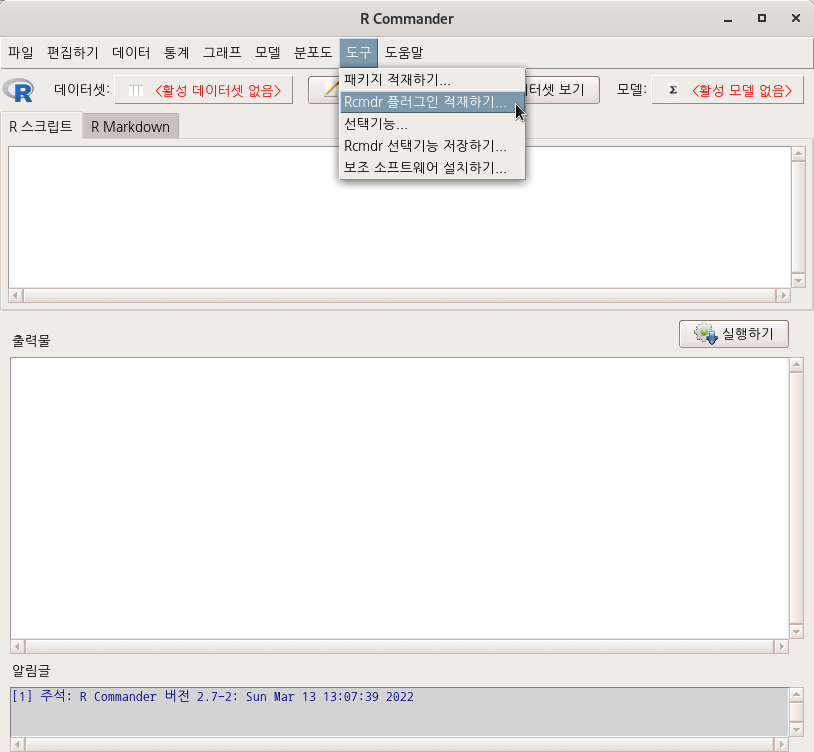 R Commander
파일 편집하기 데이터 통계 그래프 모델 분포도 도구 도움말
패키지 적재하기...
R 데이터셋: <활성 데이터셋 없음> 터셋 보기 모델: Σ <활성 모델 없음>
Rcmdr 플러그인 적재하기...
선택기능...
Rcmdr 선택기능 저장하기...
보조 소프트웨어 설치하기...
R 스크립트 R Markdown
출력물 실행하기
알림글
[1] 주석: R Commander 버전 2.7-2: Sun Mar 13 13:07:39 2022